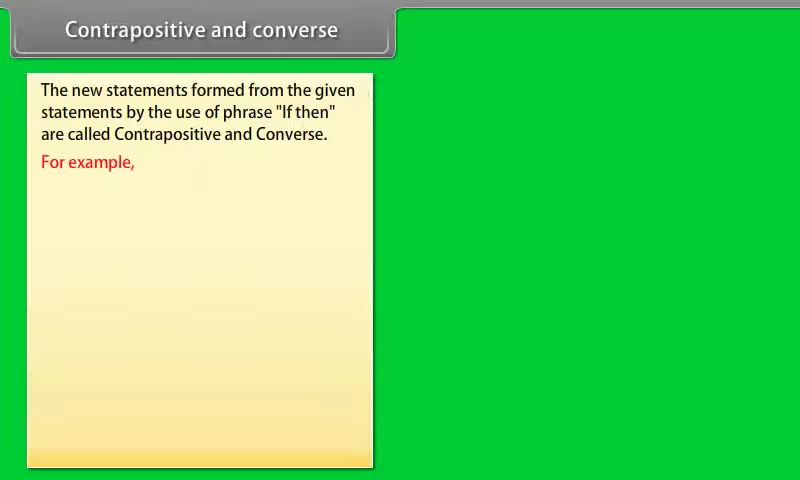 Contrapositive and converse
The new statements formed from the given
statements by the use of phrase "If then"
are called Contrapositive and Converse.
For example,